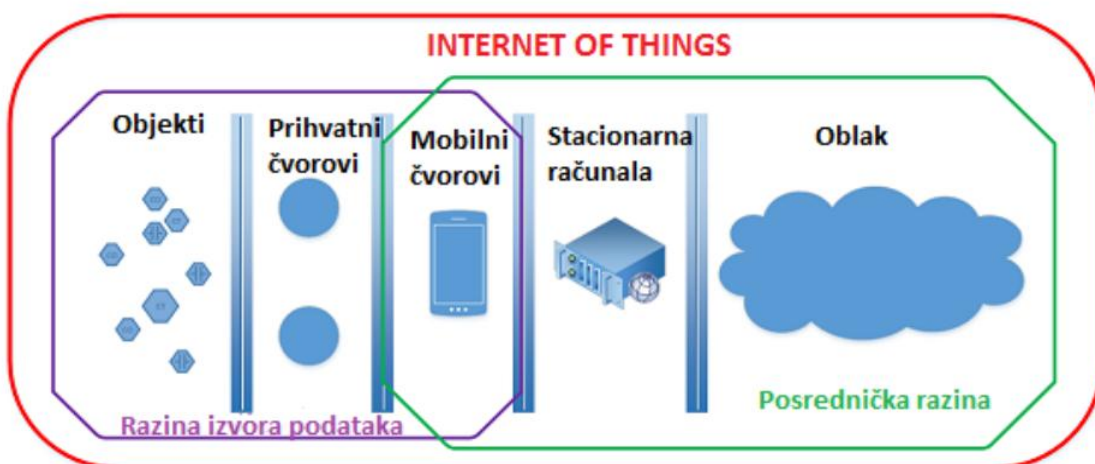 INTERNET OF THINGS
Objekti
Prihvatni
čvorovi
Mobilni
čvorovi
Stacionarna
računala
Oblak
Razina izvora podataka
Posrednička razina